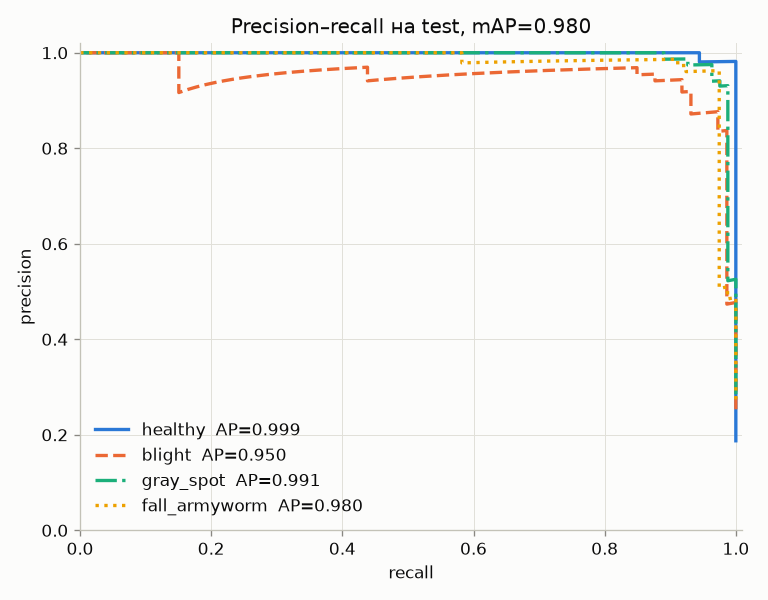 Precision–recall на test, mAP=0.980
precision
1.0
0.8
0.6
0.4
0.2
0.0
healthy AP=0.999
blight AP=0.950
gray_spot AP=0.991
fall_armyworm AP=0.980
0.0 0.2 0.4 0.6 0.8 1.0
recall